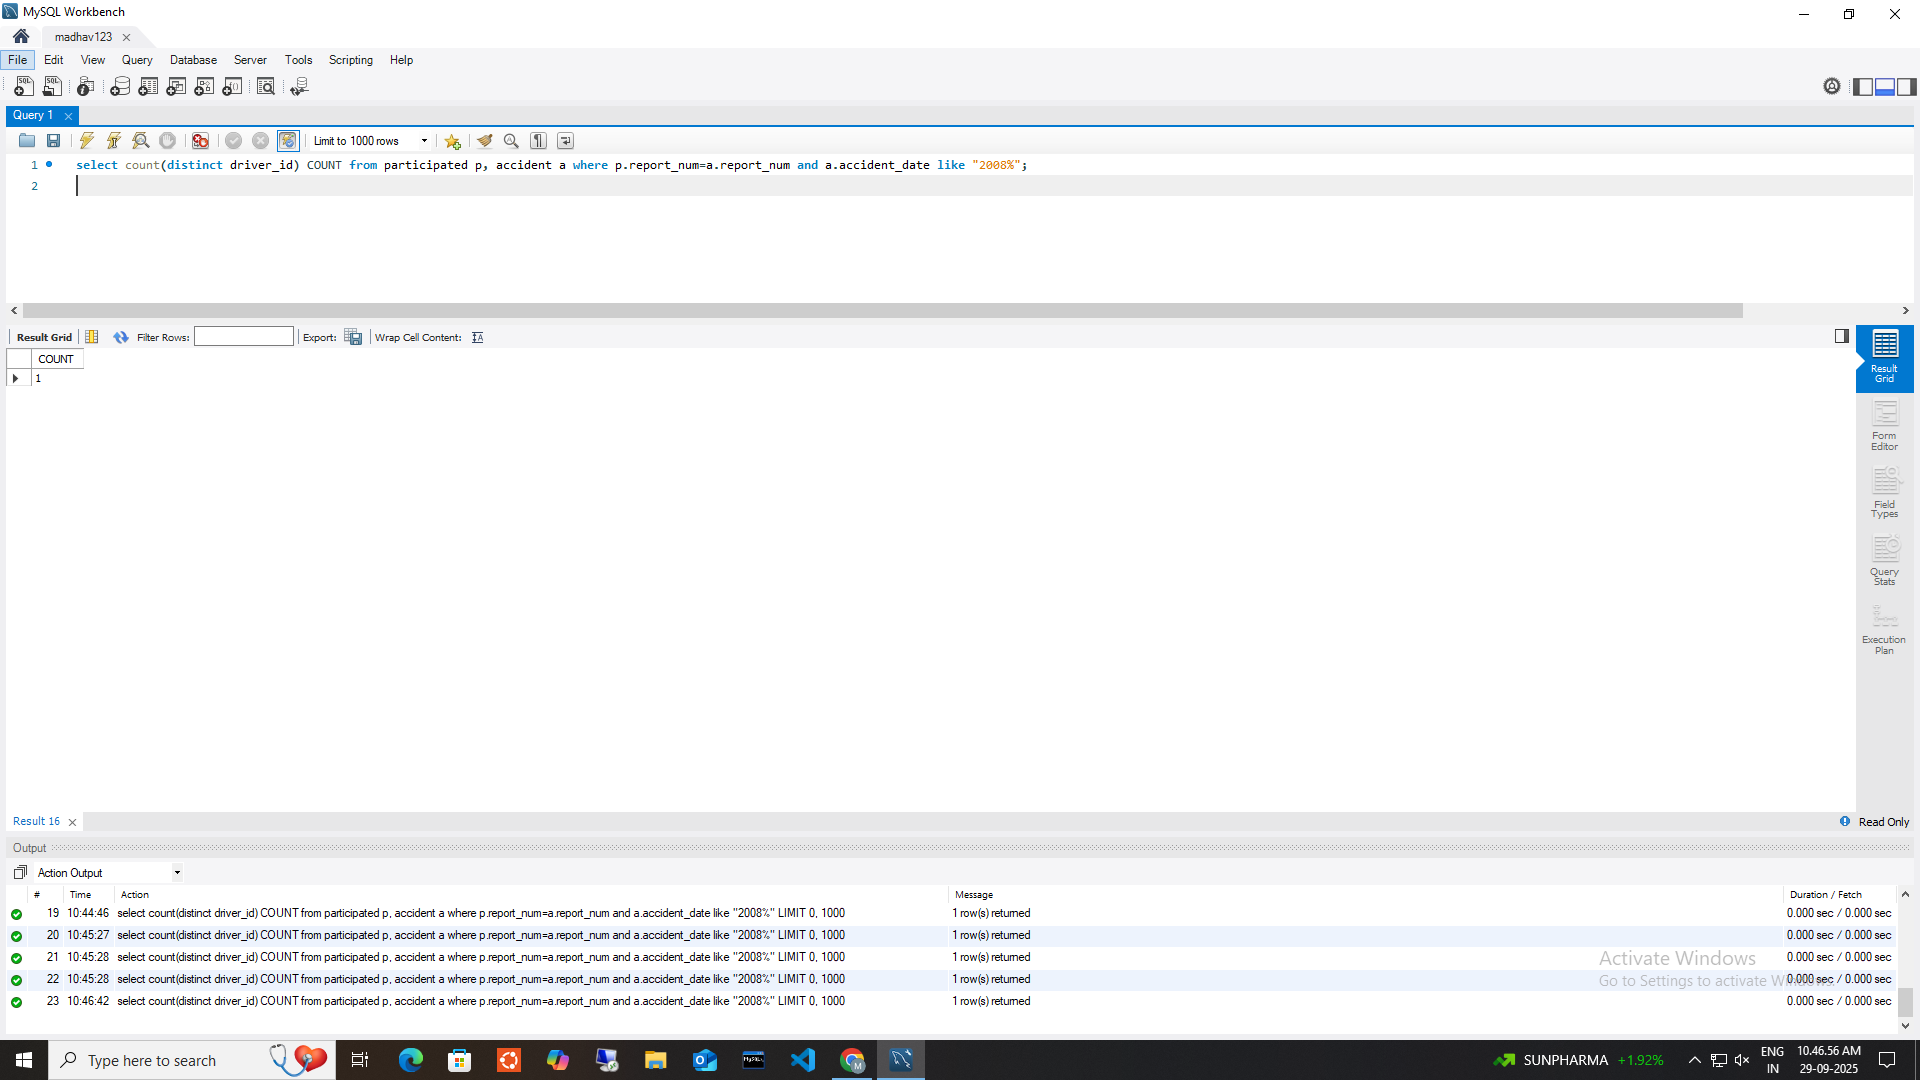 MySQL Workbench
madhav123
File Edit View Query Database Server Tools Scripting Help
Query 1
Limit to 1000 rows
1 select count(distinct driver_id) COUNT from participated p, accident a where p.report_num=a.report_num and a.accident_date like "2008%";
2
Result Grid Filter Rows: Export: Wrap Cell Content:
COUNT
1
Result
Grid
Form
Editor
Field
Types
Query
Stats
Execution
Plan
Result 16
Read Only
Output
Action Output
# Time Action Message Duration / Fetch
19 10:44:46 select count(distinct driver_id) COUNT from participated p, accident a where p.report_num=a.report_num and a.accident_date like "2008%" LIMIT 0, 1000 1 row(s) returned 0.000 sec / 0.000 sec
20 10:45:27 select count(distinct driver_id) COUNT from participated p, accident a where p.report_num=a.report_num and a.accident_date like "2008%" LIMIT 0, 1000 1 row(s) returned 0.000 sec / 0.000 sec
21 10:45:28 select count(distinct driver_id) COUNT from participated p, accident a where p.report_num=a.report_num and a.accident_date like "2008%" LIMIT 0, 1000 1 row(s) returned 0.000 sec / 0.000 sec
22 10:45:28 select count(distinct driver_id) COUNT from participated p, accident a where p.report_num=a.report_num and a.accident_date like "2008%" LIMIT 0, 1000 1 row(s) returned 0.000 sec / 0.000 sec
23 10:46:42 select count(distinct driver_id) COUNT from participated p, accident a where p.report_num=a.report_num and a.accident_date like "2008%" LIMIT 0, 1000 1 row(s) returned 0.000 sec / 0.000 sec
Activate Windows
Go to Settings to activate Windows.
Type here to search
SUNPHARMA +1.92%
ENG
IN
10.46.56 AM
29-09-2025